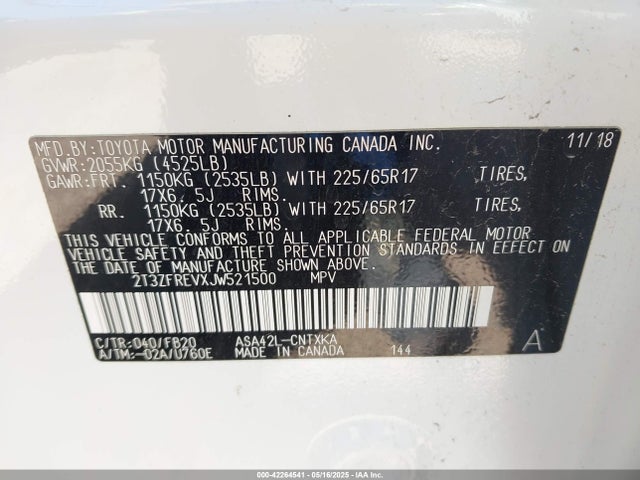 MFD. BY: TOYOTA MOTOR MANUFACTURING CANADA INC. 11/18
GVWR: 2055KG (4525LB)
GAWR: FRT. 1150KG (2535LB) WITH 225/65R17 TIRES,
17X6. 5J RIMS.
RR. 1150KG (2535LB) WITH 225/65R17 TIRES,
17X6. 5J RIMS.
THIS VEHICLE CONFORMS TO ALL APPLICABLE FEDERAL MOTOR
VEHICLE SAFETY AND THEFT PREVENTION STANDARDS IN EFFECT ON
THE DATE OF MANUFACTURE SHOWN ABOVE.
2T3ZFREVXJW521500 MPV
C/TR: 040/FB20 ASA42L-CNTXKA
A/TM: -02A/U760E MADE IN CANADA 144 A
000-42264541 - 05/16/2025 - IAA Inc.